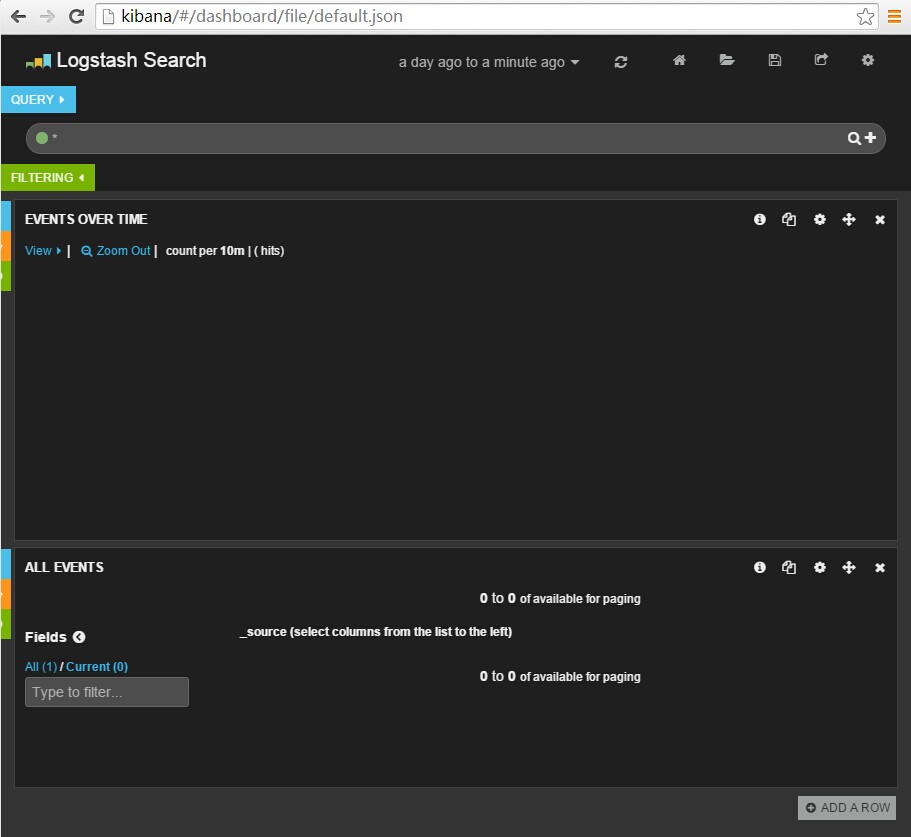 kibana/#/dashboard/file/default.json
Logstash Search
a day ago to a minute ago
QUERY
*
FILTERING
EVENTS OVER TIME
View | Zoom Out | count per 10m | ( hits)
ALL EVENTS
0 to 0 of available for paging
Fields
_source (select columns from the list to the left)
All (1) / Current (0)
Type to filter...
0 to 0 of available for paging
ADD A ROW